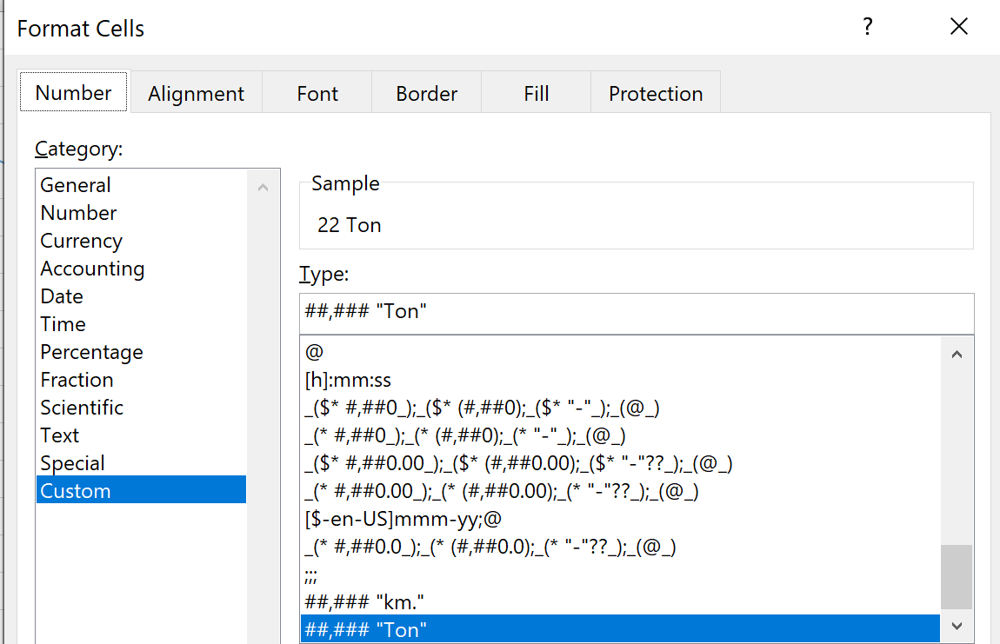 Format Cells ?
Number Alignment Font Border Fill Protection
Category:
General
Number
Currency
Accounting
Date
Time
Percentage
Fraction
Scientific
Text
Special
Custom
Sample
22 Ton
Type:
##,### "Ton"
@
[h]:mm:ss
_($* #,##0_);_($* (#,##0);_($* "-"_);_(@_)
_(* #,##0_);_(* (#,##0);_(* "-"_);_(@_)
_($* #,##0.00_);_($* (#,##0.00);_($* "-"??_);_(@_)
_(* #,##0.00_);_(* (#,##0.00);_(* "-"??_);_(@_)
[$-en-US]mmm-yy;@
_(* #,##0.0_);_(* (#,##0.0);_(* "-"??_);_(@_)
;;;
##,### "km."
##,### "Ton"